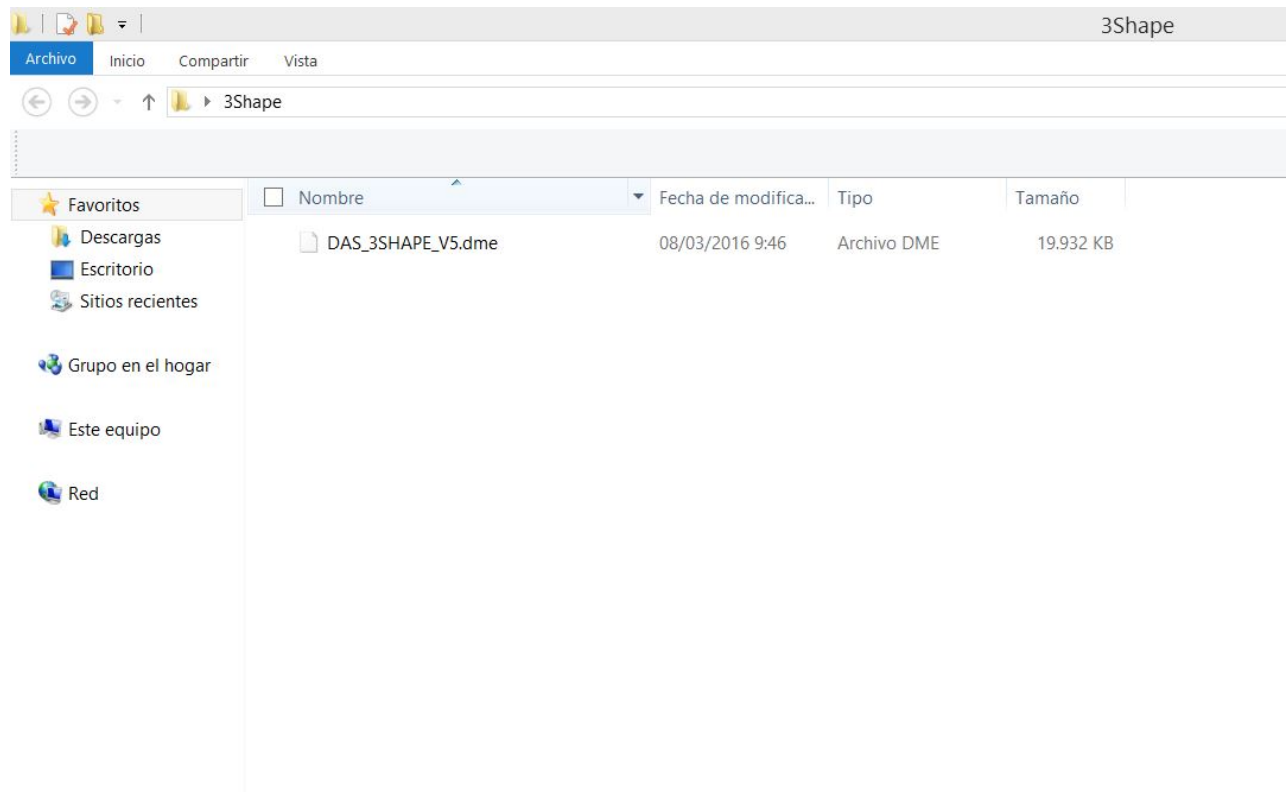 3Shape
Archivo Inicio Compartir Vista
3Shape
Nombre Fecha de modifica... Tipo Tamaño
DAS_3SHAPE_V5.dme 08/03/2016 9:46 Archivo DME 19.932 KB
Favoritos
Descargas
Escritorio
Sitios recientes
Grupo en el hogar
Este equipo
Red